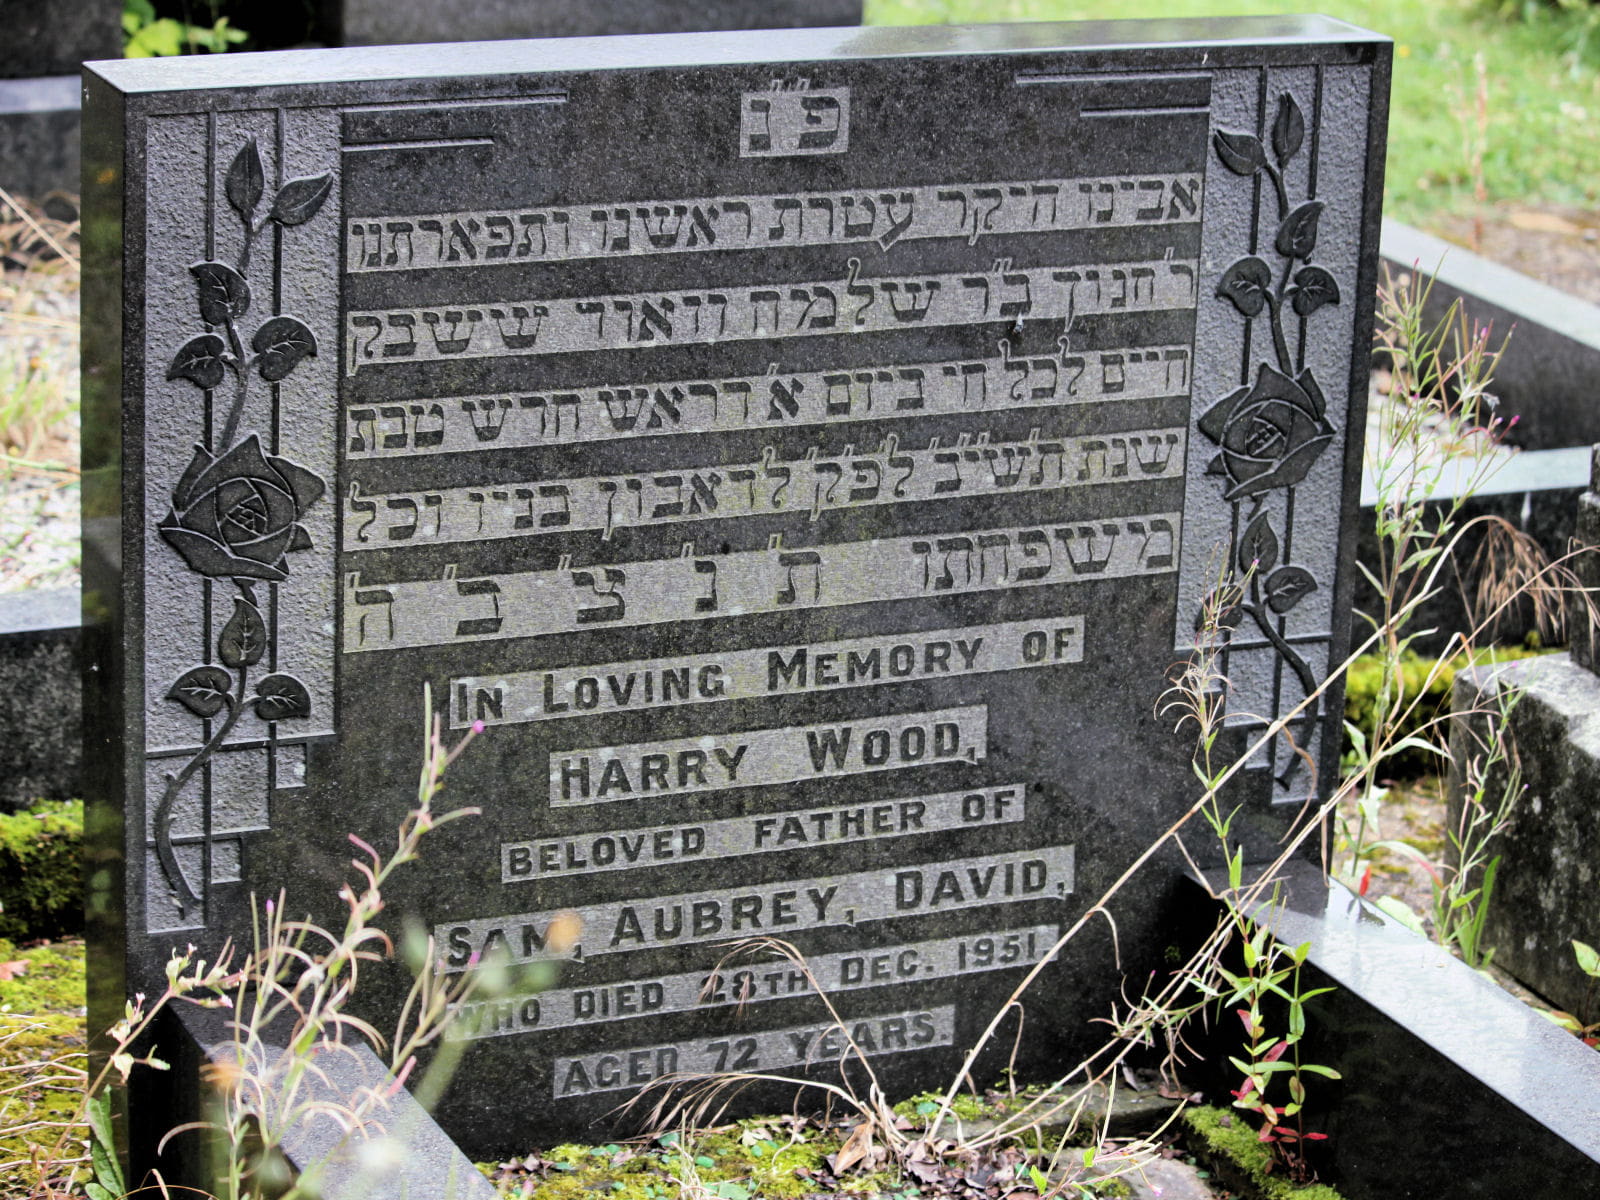 פ״נ
אבינו היקר עטרת ראשנו ותפארתנו
ר׳ חנוך ב״ר שלמה וואוד ששבק
חיים לכל חי ביום א׳ דראש חדש טבת
שנת תשי״ב לפ״ק לדאבון בניו וכל
משפחתו ת׳ נ׳ צ׳ ב׳ ה׳
IN LOVING MEMORY OF
HARRY WOOD,
BELOVED FATHER OF
SAM, AUBREY, DAVID,
WHO DIED 28TH DEC. 1951.
AGED 72 YEARS.